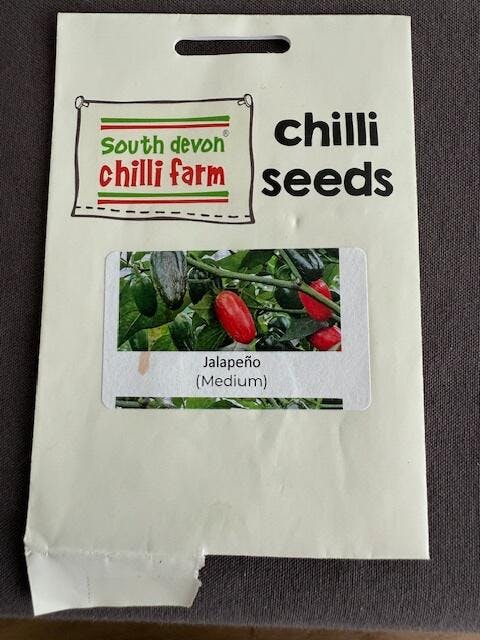 South devon®
chilli farm
chilli
seeds
Jalapeño
(Medium)